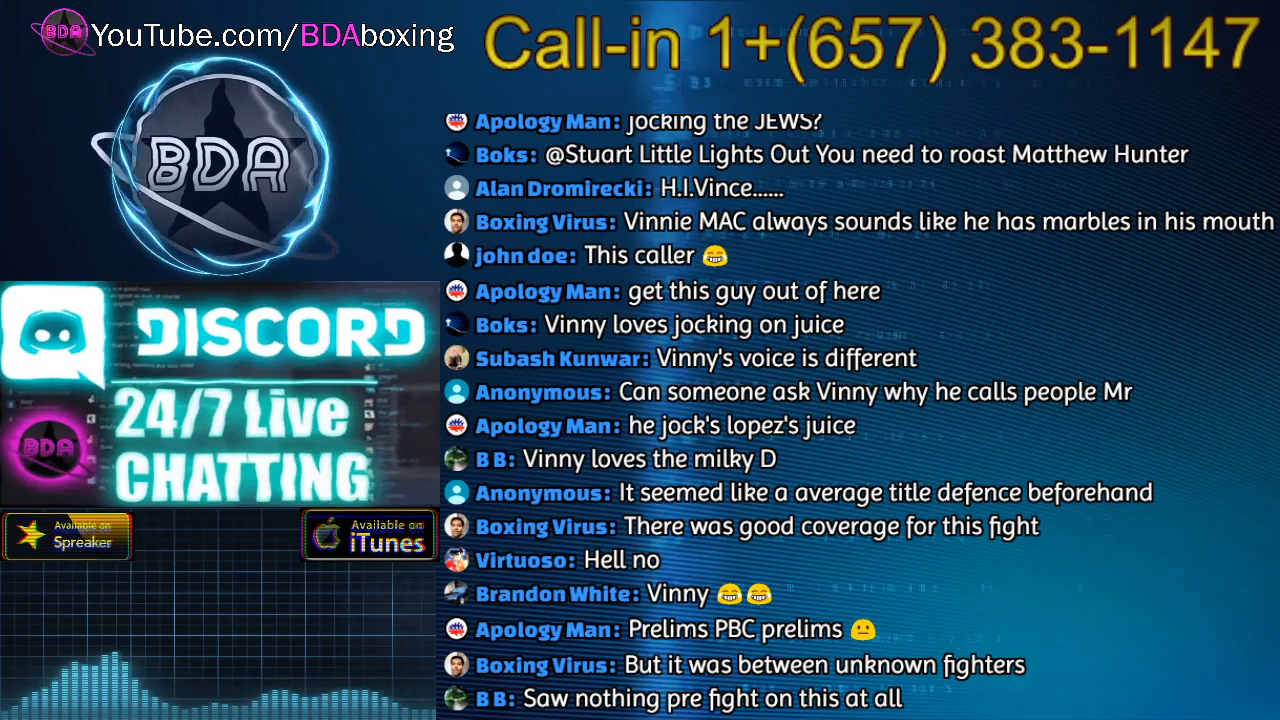 BDA
YouTube.com/BDAboxing
Call-in 1+(657) 383-1147
BDA
DISCORD
24/7 Live
CHATTING
BDA
Available on
Spreaker
Available on
iTunes
Apology Man: jocking the JEWS?
Boks: @Stuart Little Lights Out You need to roast Matthew Hunter
Alan Dromirecki: H.I.Vince......
Boxing Virus: Vinnie MAC always sounds like he has marbles in his mouth
john doe: This caller 😂
Apology Man: get this guy out of here
Boks: Vinny loves jocking on juice
Subash Kunwar: Vinny's voice is different
Anonymous: Can someone ask Vinny why he calls people Mr
Apology Man: he jock's lopez's juice
B B: Vinny loves the milky D
Anonymous: It seemed like a average title defence beforehand
Boxing Virus: There was good coverage for this fight
Virtuoso: Hell no
Brandon White: Vinny 😂😂
Apology Man: Prelims PBC prelims 😐
Boxing Virus: But it was between unknown fighters
B B: Saw nothing pre fight on this at all